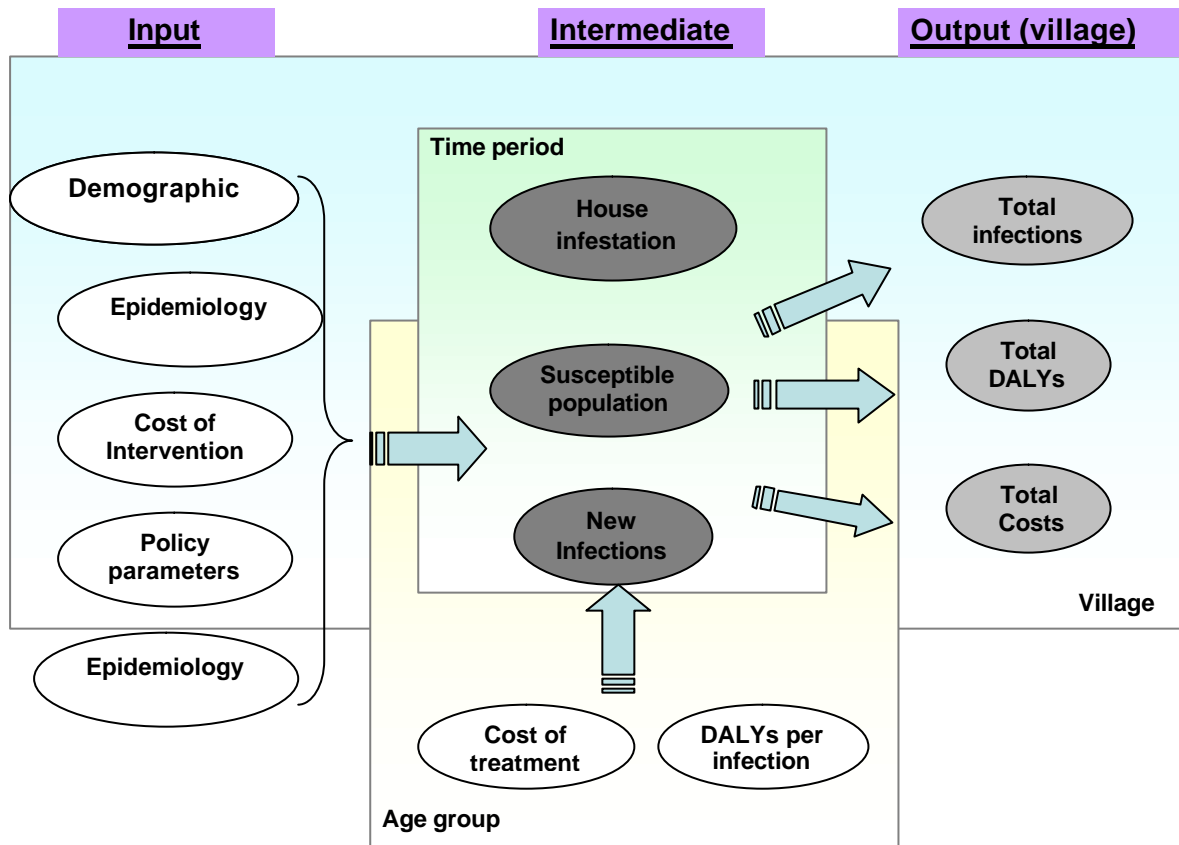 Input
Intermediate
Output (village)
Time period
Demographic
Epidemiology
Cost of
Intervention
Policy
parameters
Epidemiology
House
infestation
Susceptible
population
New
Infections
Total
infections
Total
DALYs
Total
Costs
Village
Cost of
treatment
DALYs per
infection
Age group